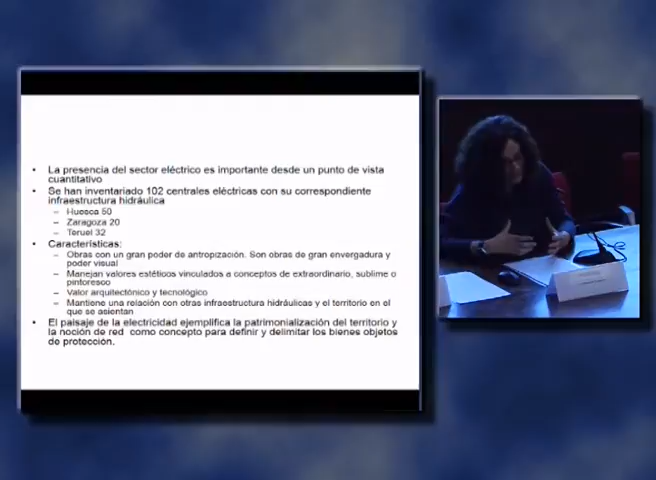 • La presencia del sector eléctrico es importante desde un punto de vista
cuantitativo
• Se han inventariado 102 centrales eléctricas con su correspondiente
infraestructura hidráulica
– Huesca 50
– Zaragoza 20
– Teruel 32
• Características:
– Obras con un gran poder de antropización. Son obras de gran envergadura y
poder visual
– Manejan valores estéticos vinculados a conceptos de extraordinario, sublime o
pintoresco
– Valor arquitectónico y tecnológico
– Mantiene una relación con otras infraestructura hidráulicas y el territorio en el
que se asientan
• El paisaje de la electricidad ejemplifica la patrimonialización del territorio y
la noción de red como concepto para definir y delimitar los bienes objetos
de protección.